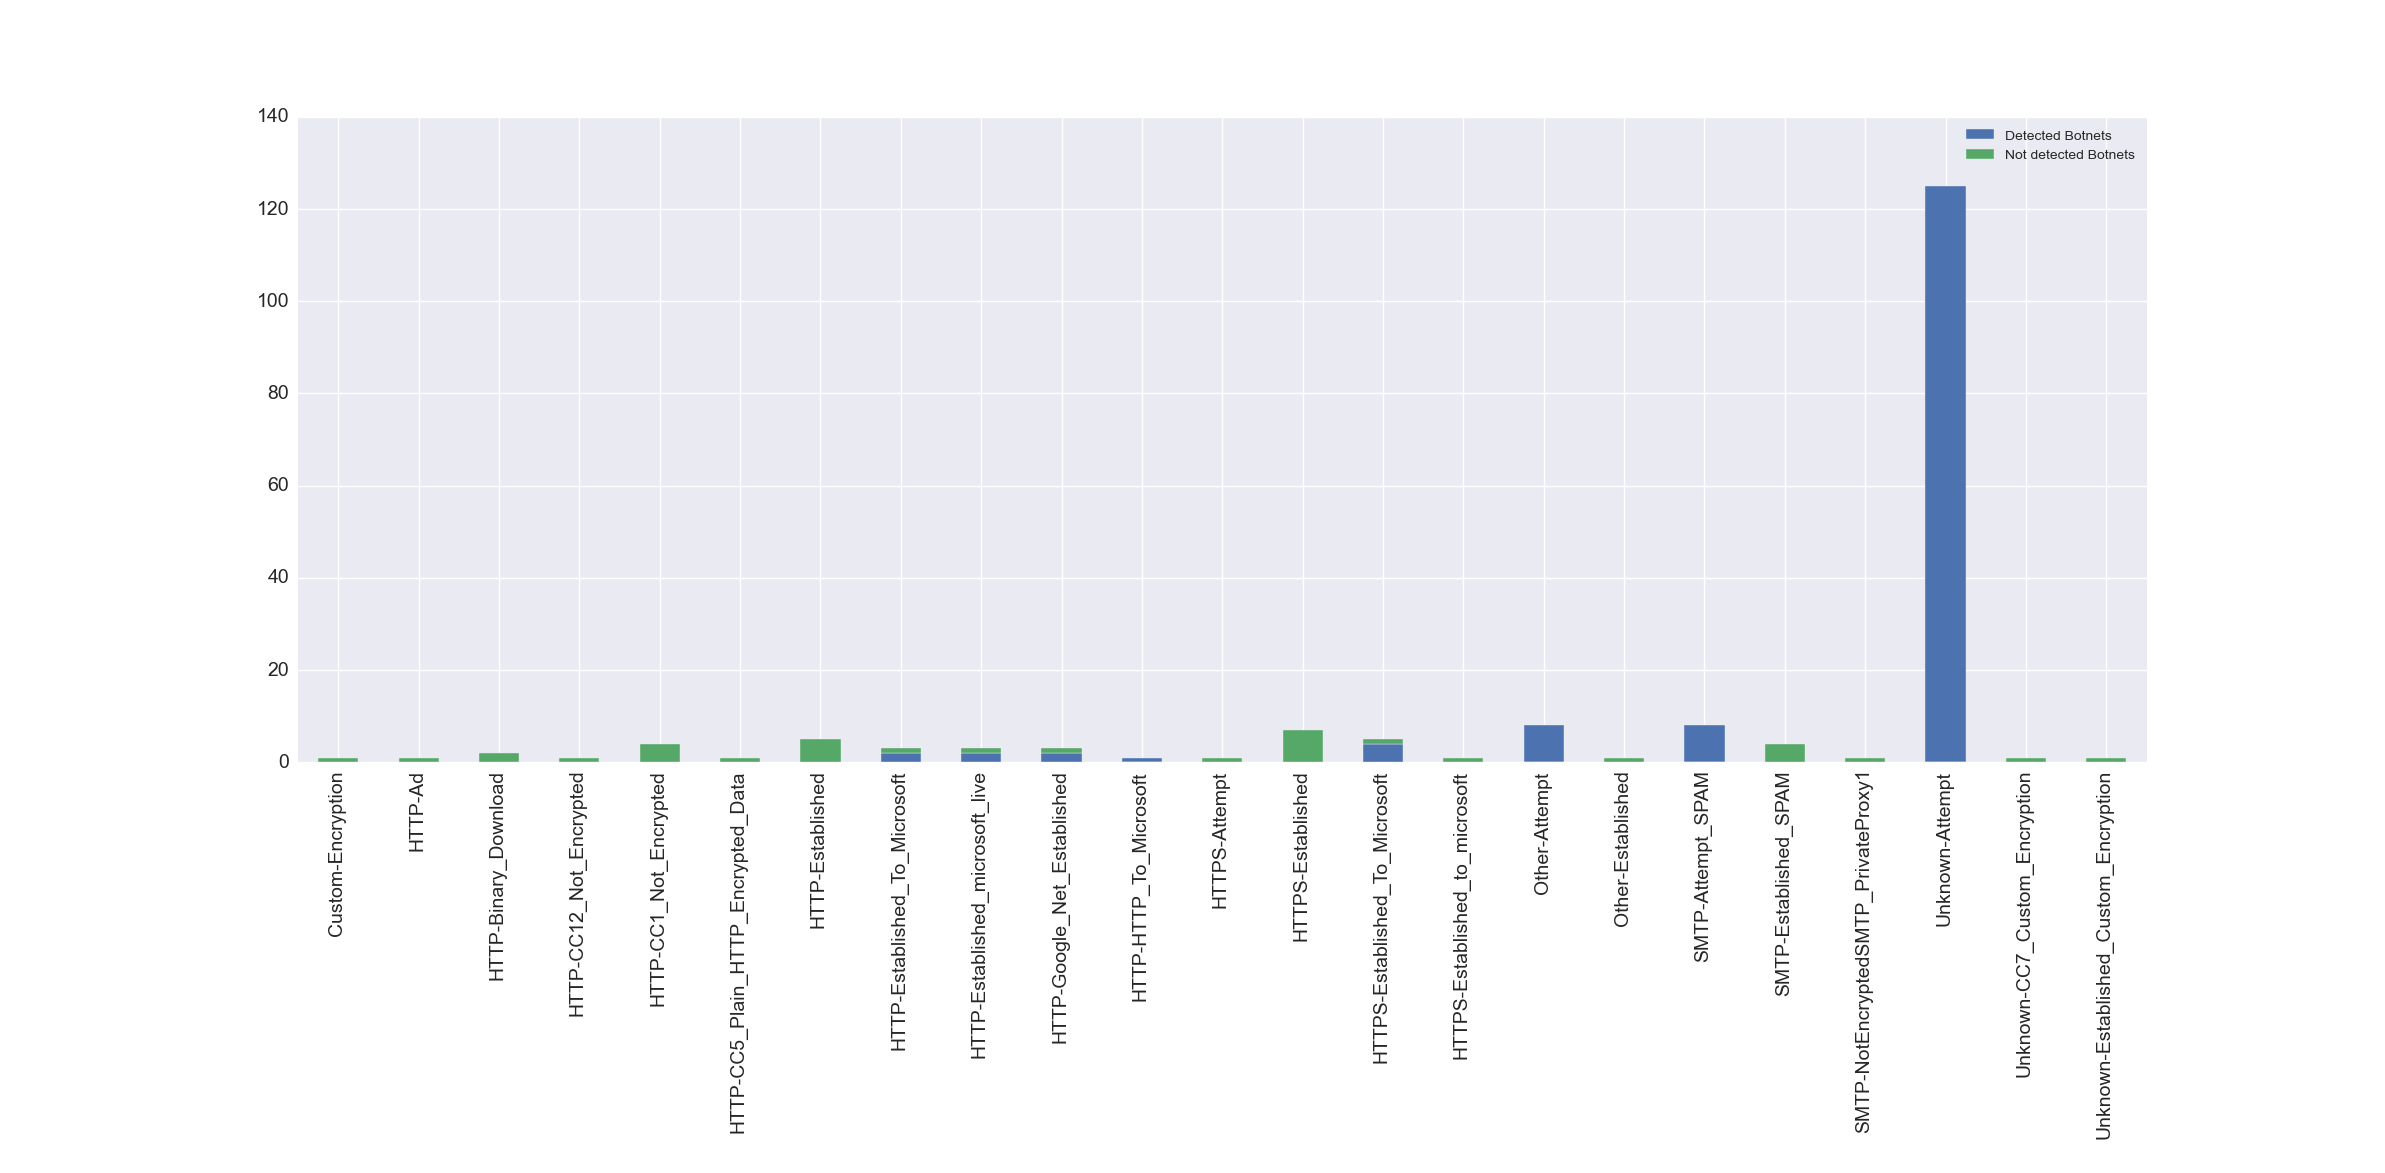 140
120
100
80
60
40
20
0
Detected Botnets
Not detected Botnets
Custom-Encryption
HTTP-Ad
HTTP-Binary_Download
HTTP-CC12_Not_Encrypted
HTTP-CC1_Not_Encrypted
HTTP-CC5_Plain_HTTP_Encrypted_Data
HTTP-Established
HTTP-Established_To_Microsoft
HTTP-Established_microsoft_live
HTTP-Google_Net_Established
HTTP-HTTP_To_Microsoft
HTTPS-Attempt
HTTPS-Established
HTTPS-Established_To_Microsoft
HTTPS-Established_to_microsoft
Other-Attempt
Other-Established
SMTP-Attempt_SPAM
SMTP-Established_SPAM
SMTP-NotEncryptedSMTP_PrivateProxy1
Unknown-Attempt
Unknown-CC7_Custom_Encryption
Unknown-Established_Custom_Encryption